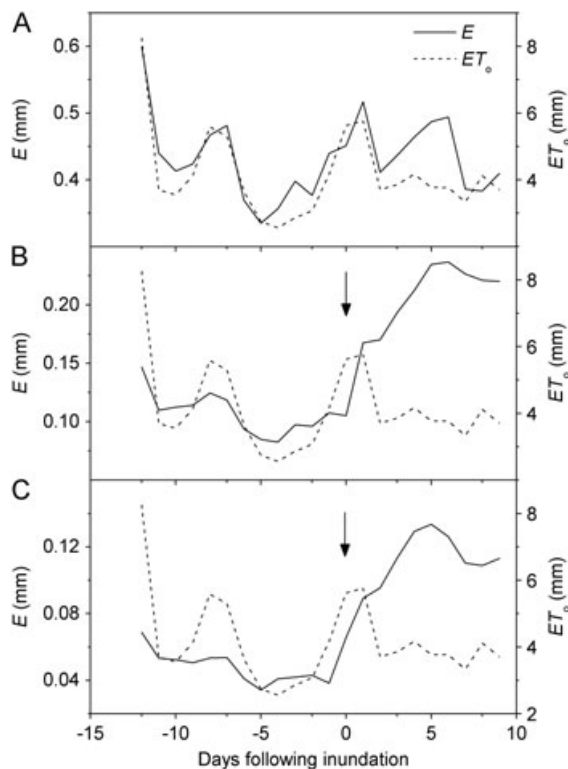 A
E
ET₀
0.6
0.5
0.4
E (mm)
8
6
4
ETₒ (mm)
B
0.20
0.15
0.10
E (mm)
8
6
4
ETₒ (mm)
C
0.12
0.08
0.04
E (mm)
8
6
4
2
ETₒ (mm)
-15 -10 -5 0 5 10
Days following inundation